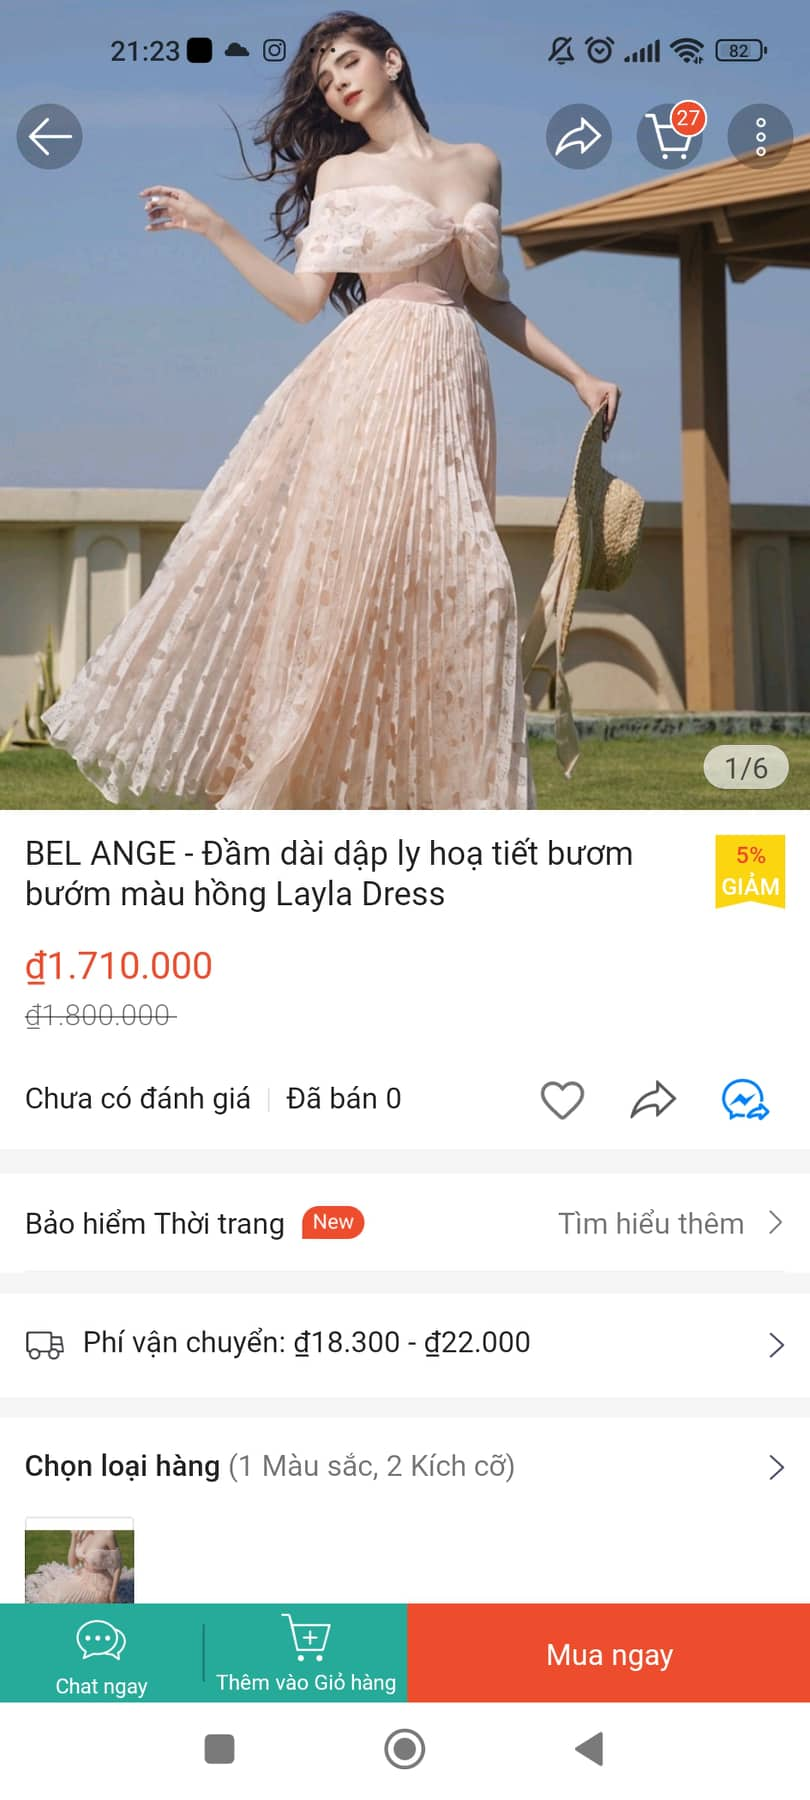 21:23
82
27
1/6
BEL ANGE - Đầm dài dập ly hoạ tiết bươm
bướm màu hồng Layla Dress
5%
GIẢM
₫1.710.000
₫1.800.000
Chưa có đánh giá
Đã bán 0
Bảo hiểm Thời trang
New
Tìm hiểu thêm
Phí vận chuyển: ₫18.300 - ₫22.000
Chọn loại hàng (1 Màu sắc, 2 Kích cỡ)
Chat ngay
Thêm vào Giỏ hàng
Mua ngay